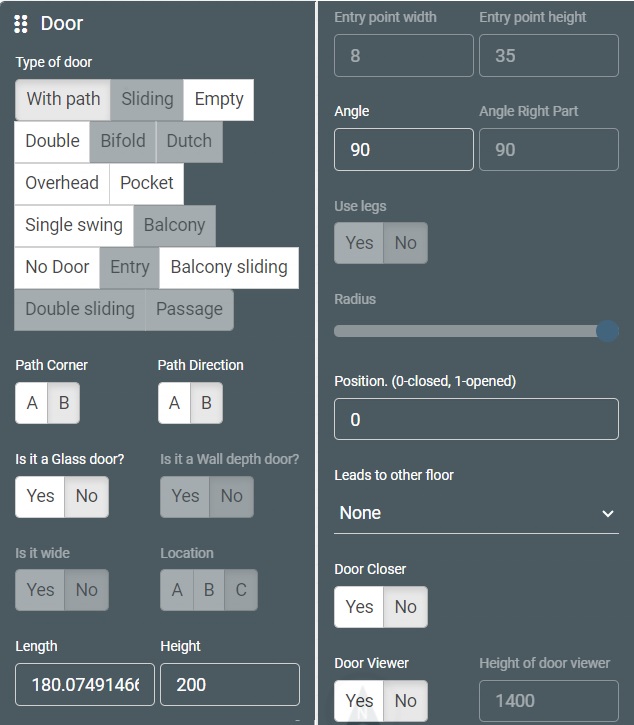 Door
Type of door
With path Sliding Empty
Double Bifold Dutch
Overhead Pocket
Single swing Balcony
No Door Entry Balcony sliding
Double sliding Passage
Path Corner Path Direction
A B A B
Is it a Glass door? Is it a Wall depth door?
Yes No Yes No
Is it wide Location
Yes No A B C
Length Height
180.07491466 200
Entry point width Entry point height
8 35
Angle Angle Right Part
90 90
Use legs
Yes No
Radius
Position. (0-closed, 1-opened)
0
Leads to other floor
None
Door Closer
Yes No
Door Viewer Height of door viewer
Yes No 1400